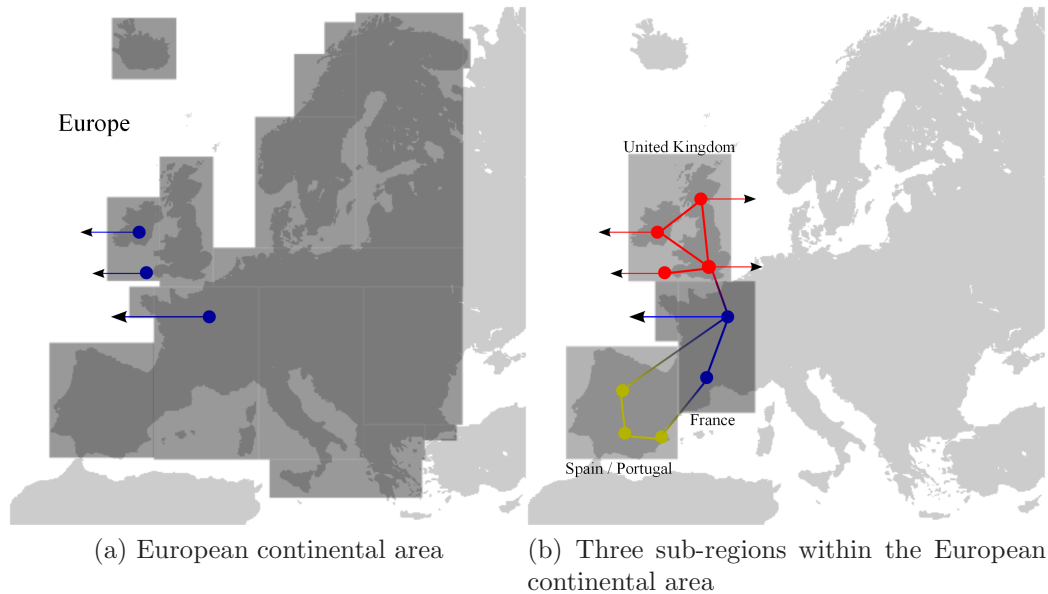 Europe
United Kingdom
France
Spain / Portugal
(a) European continental area
(b) Three sub-regions within the European
continental area